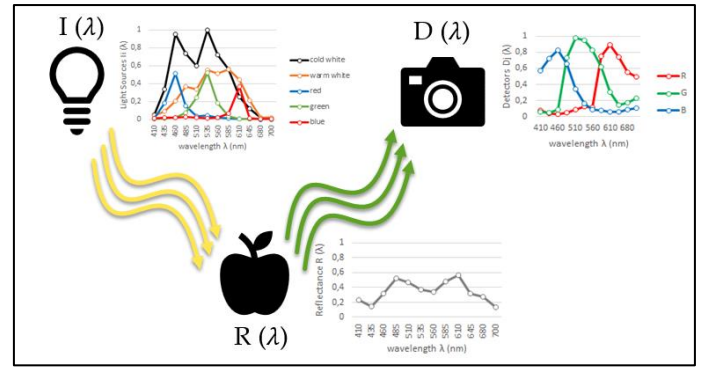 I (λ)
Light Sources Ii (λ)
1
0,8
0,6
0,4
0,2
0
410 435 460 485 510 535 560 585 610 645 680 700
wavelength λ (nm)
cold white
warm white
red
green
blue
D (λ)
Detectors Dj (λ)
1
0,8
0,6
0,4
0,2
0
410 460 510 560 610 680
wavelength λ (nm)
R
G
B
R (λ)
Reflectance R (λ)
1
0,8
0,6
0,4
0,2
0
410 435 460 485 510 535 560 585 610 645 680 700
wavelength λ (nm)